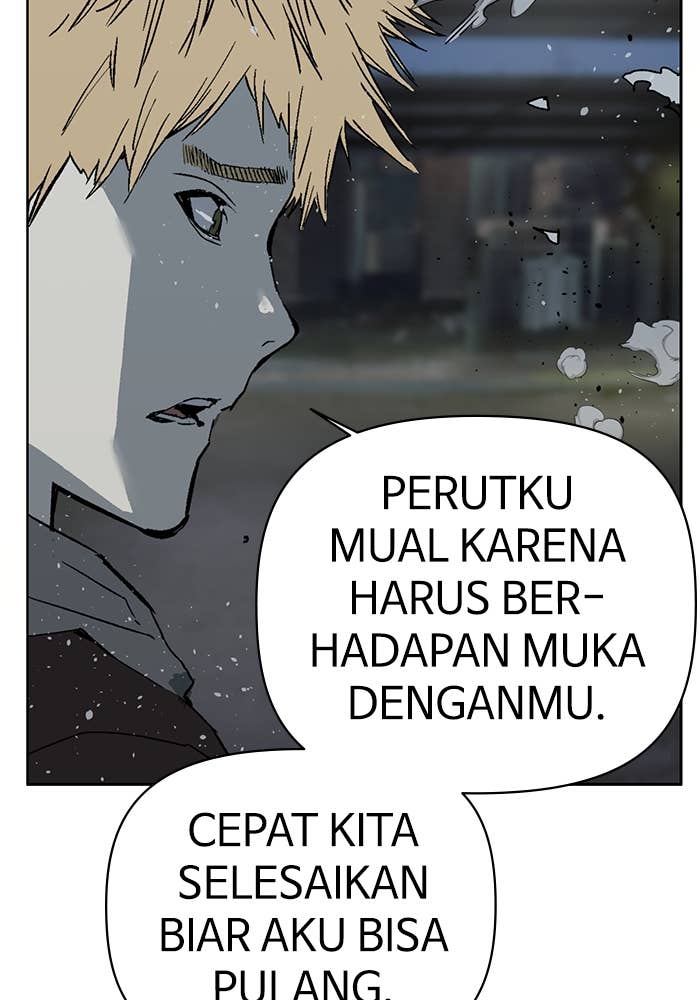 PERUTKU
MUAL KARENA
HARUS BER-
HADAPAN MUKA
DENGANMU.
CEPAT KITA
SELESAIKAN
BIAR AKU BISA
PULANG.